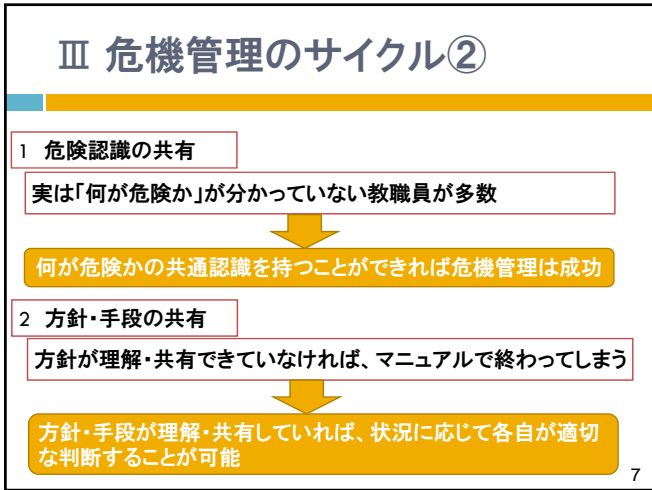 Ⅲ 危機管理のサイクル②
1 危険認識の共有
実は「何が危険か」が分かっていない教職員が多数
何が危険かの共通認識を持つことができれば危機管理は成功
2 方針・手段の共有
方針が理解・共有できていなければ、マニュアルで終わってしまう
方針・手段が理解・共有していれば、状況に応じて各自が適切
な判断することが可能
7